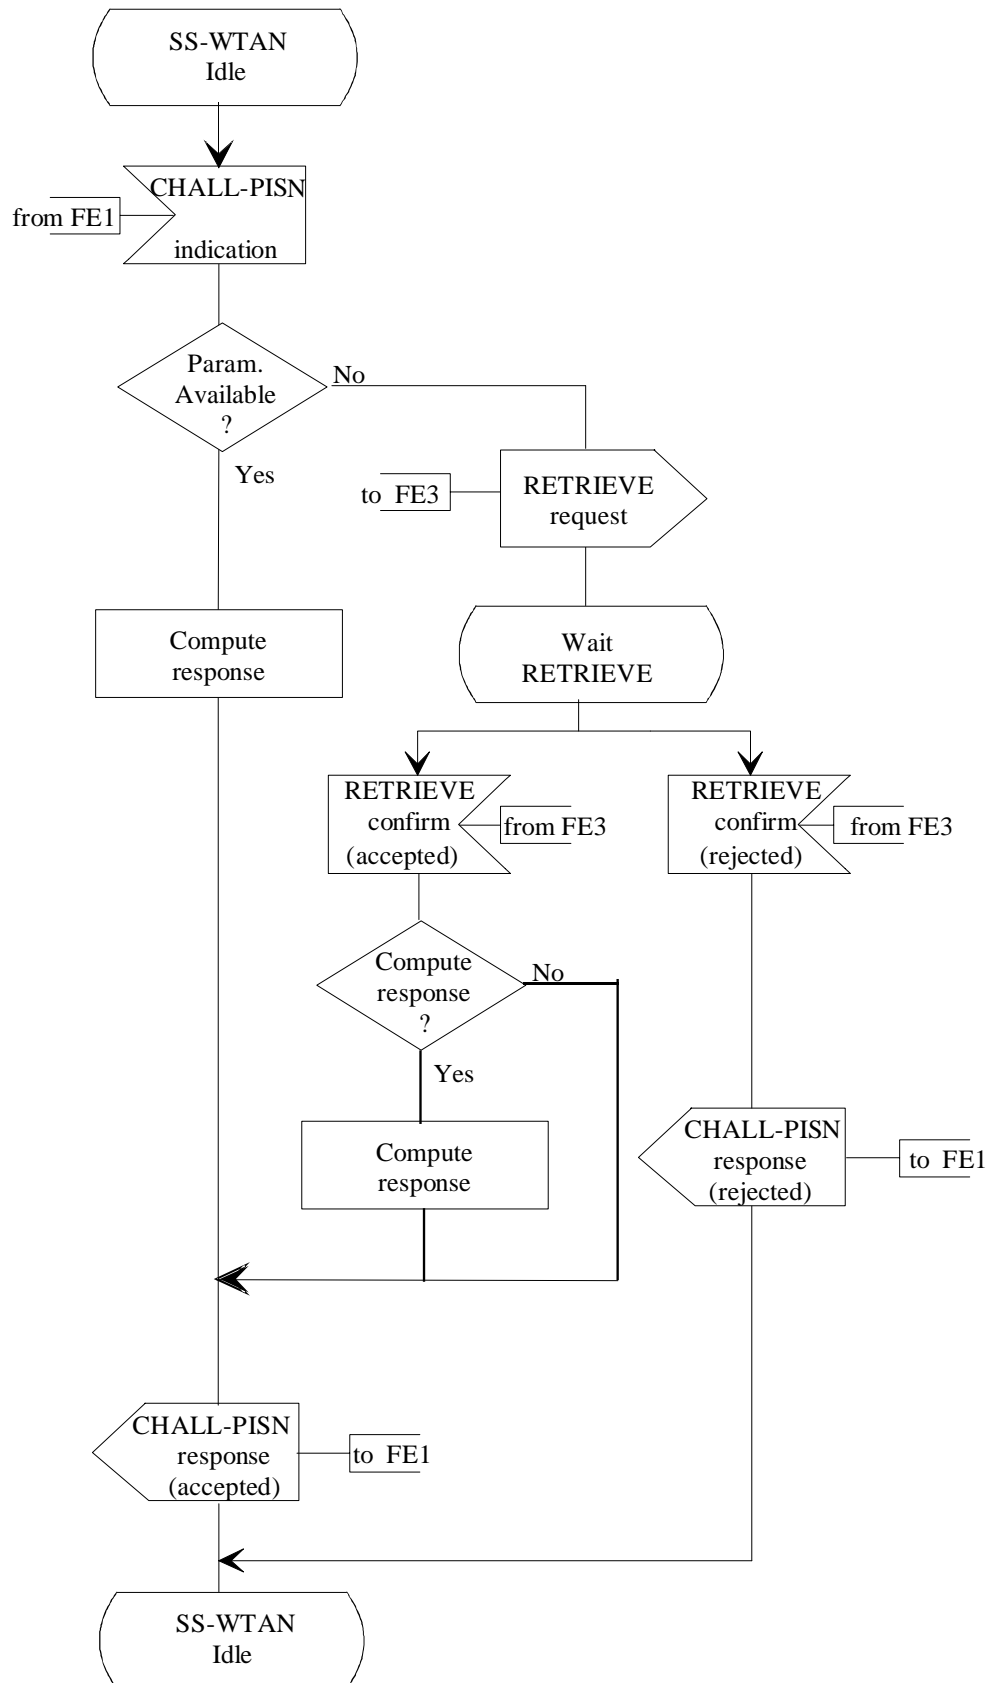 SS-WTAN
Idle
CHALL-PISN
from FE1
indication
Param.
Available
?
No
Yes
to FE3
RETRIEVE
request
Compute
response
Wait
RETRIEVE
RETRIEVE
confirm
(accepted)
from FE3
RETRIEVE
confirm
(rejected)
from FE3
Compute
response
?
No
Yes
Compute
response
CHALL-PISN
response
(rejected)
to FE1
CHALL-PISN
response
(accepted)
to FE1
SS-WTAN
Idle